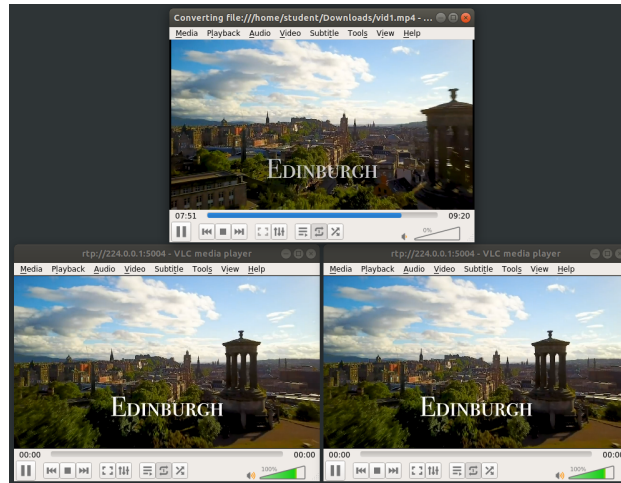 Converting file:///home/student/Downloads/vid1.mp4 - ...
Media Playback Audio Video Subtitle Tools View Help
EDINBURGH
07:51 09:20
0%
rtp://224.0.0.1:5004 - VLC media player
Media Playback Audio Video Subtitle Tools View Help
EDINBURGH
00:00 00:00
100%
rtp://224.0.0.1:5004 - VLC media player
Media Playback Audio Video Subtitle Tools View Help
EDINBURGH
00:00 00:00
100%